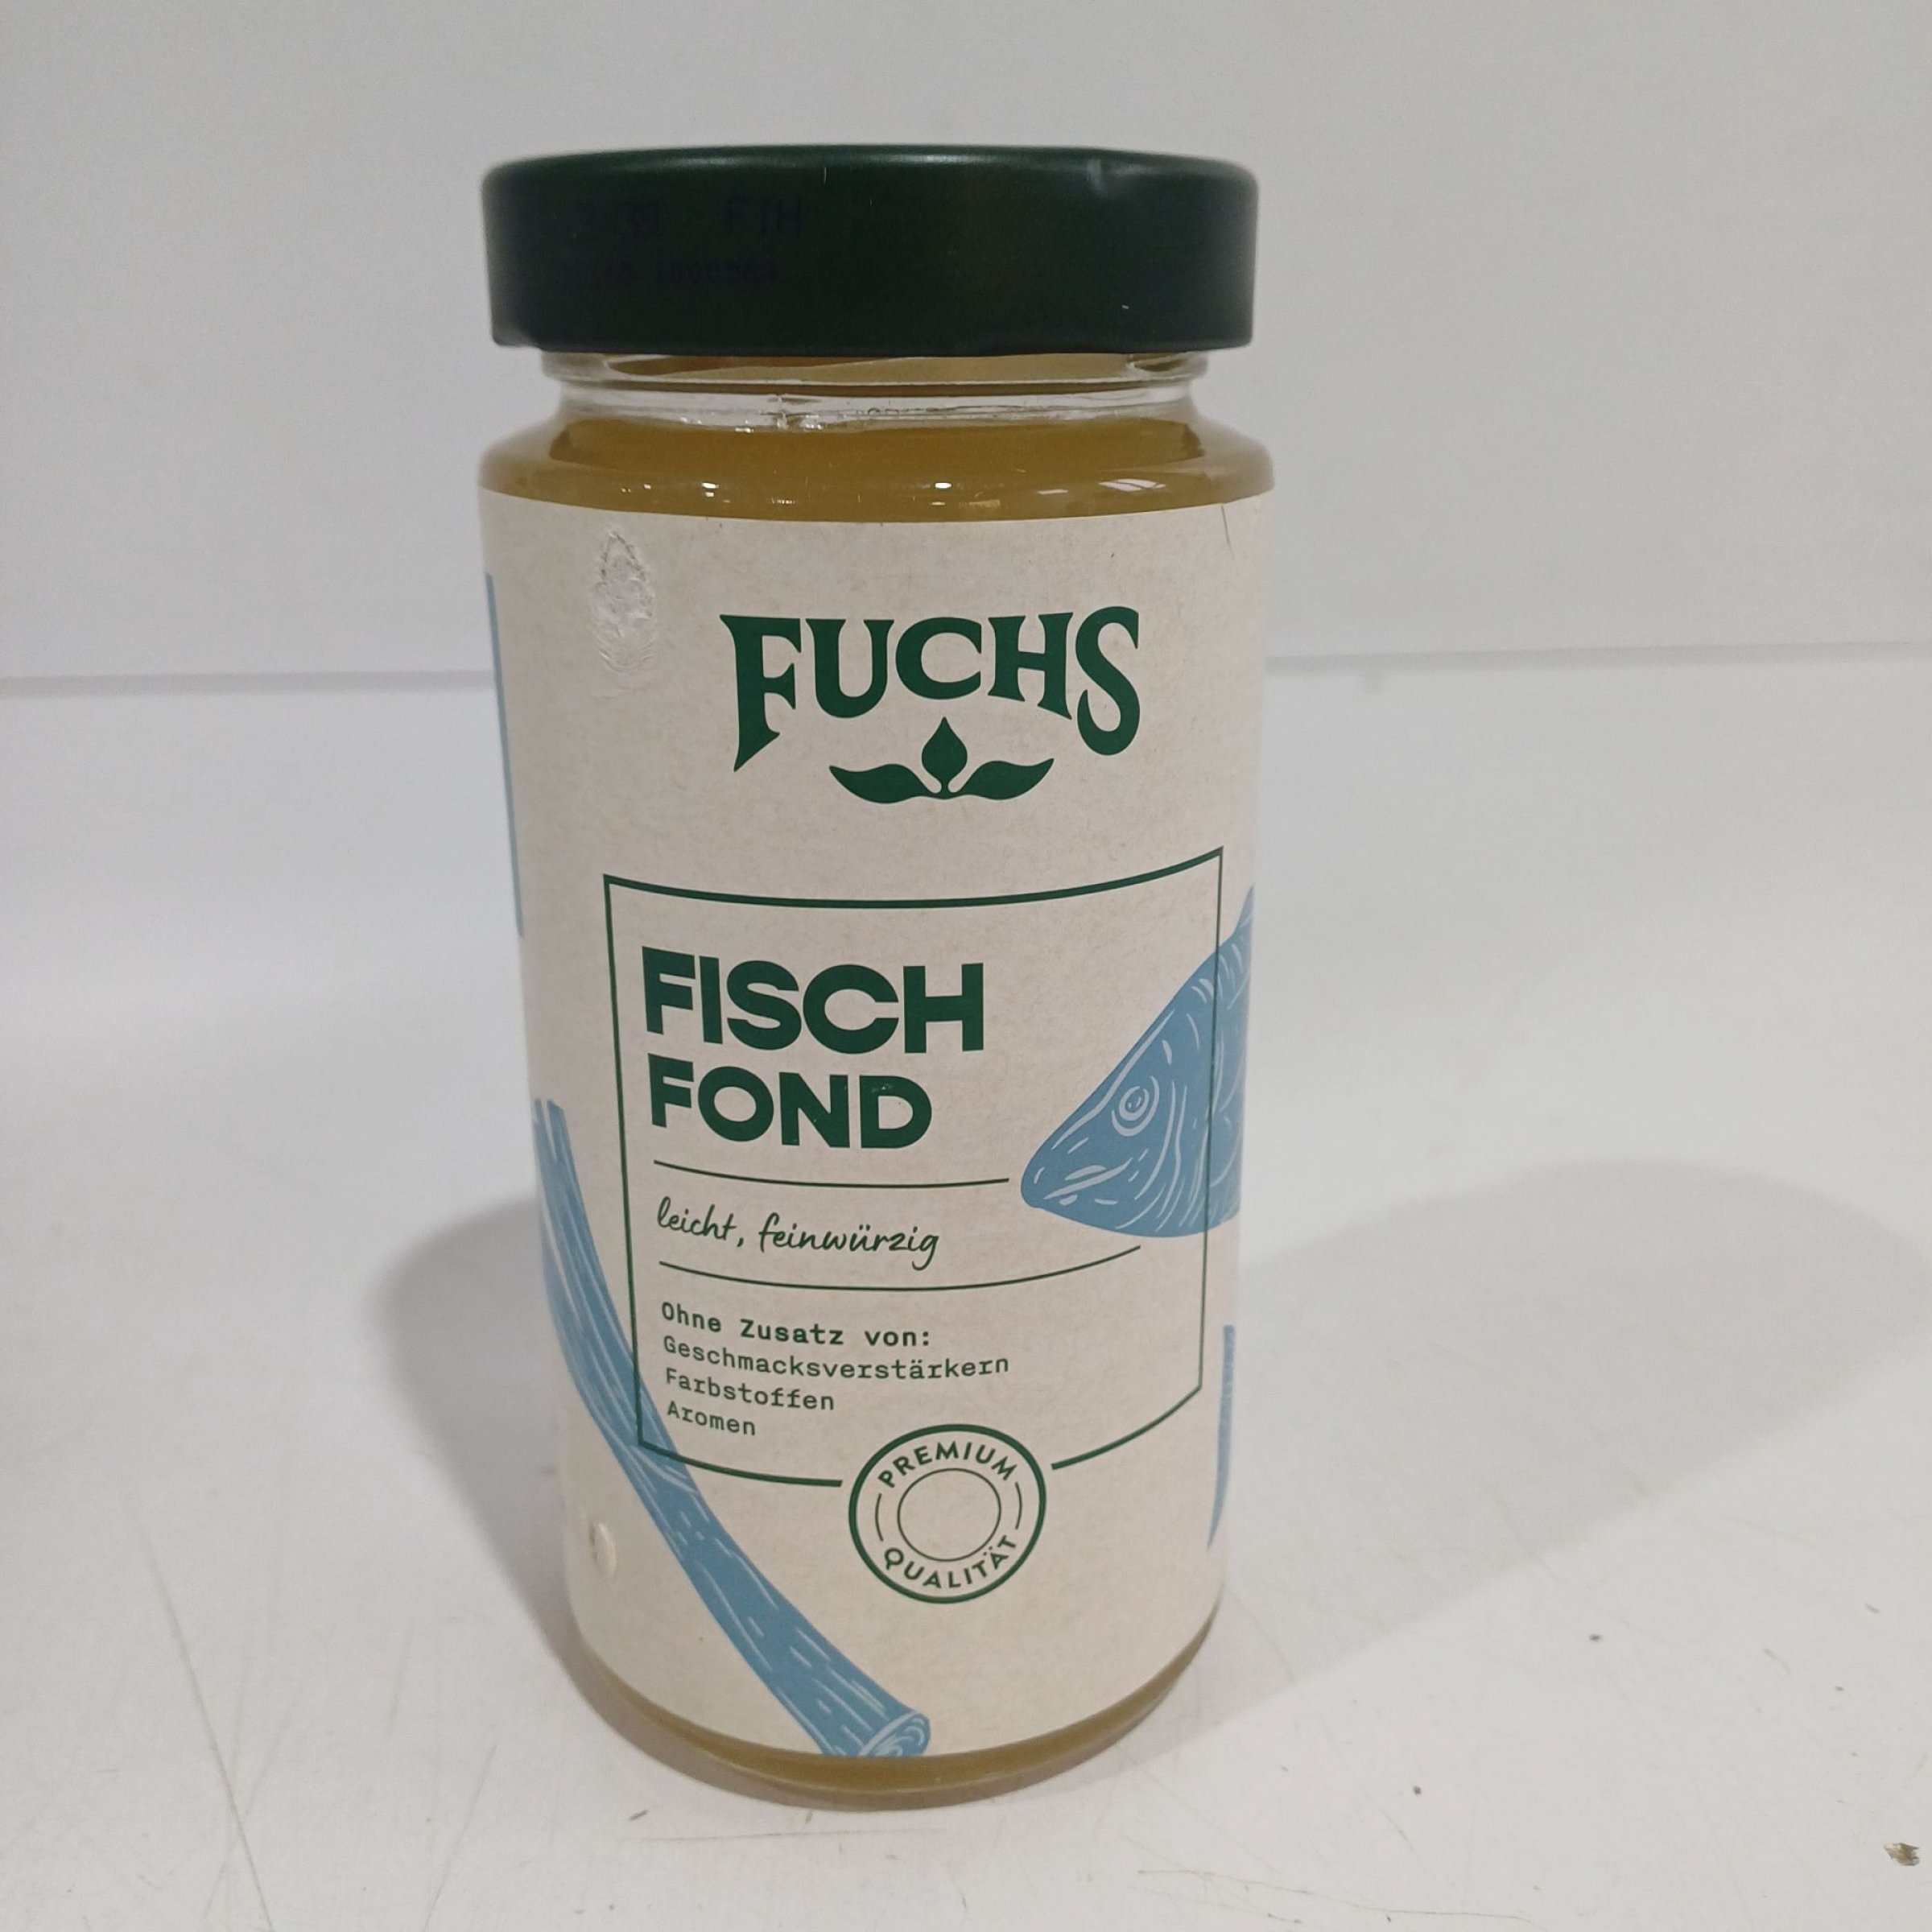 FUCHS
FISCH
FOND
leicht, feinwürzig
Ohne Zusatz von:
Geschmacksverstärkern
Farbstoffen
Aromen
PREMIUM
QUALITÄT